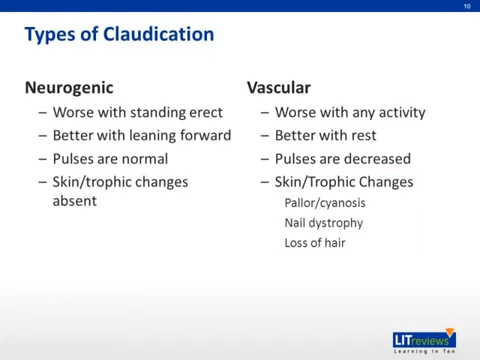 10
Types of Claudication
Neurogenic
– Worse with standing erect
– Better with leaning forward
– Pulses are normal
– Skin/trophic changes
absent
Vascular
– Worse with any activity
– Better with rest
– Pulses are decreased
– Skin/Trophic Changes
Pallor/cyanosis
Nail dystrophy
Loss of hair
LITreviews
Learning in Ten